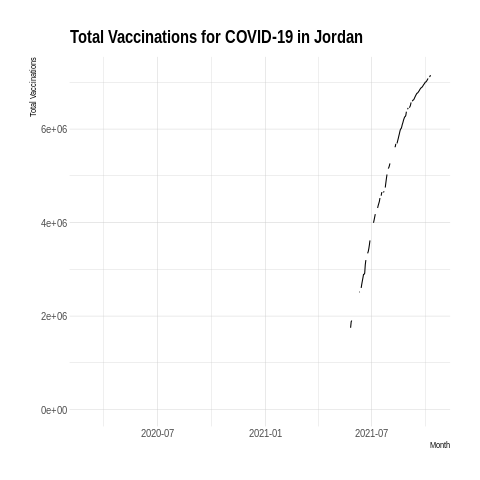 Total Vaccinations for COVID-19 in Jordan
Total Vaccinations
6e+06
4e+06
2e+06
0e+00
2020-07
2021-01
2021-07
Month